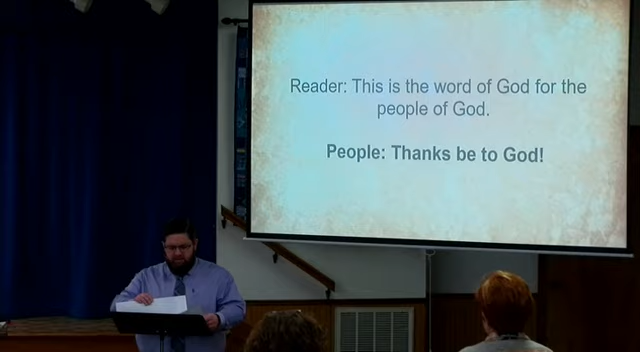 Reader: This is the word of God for the
people of God.
People: Thanks be to God!